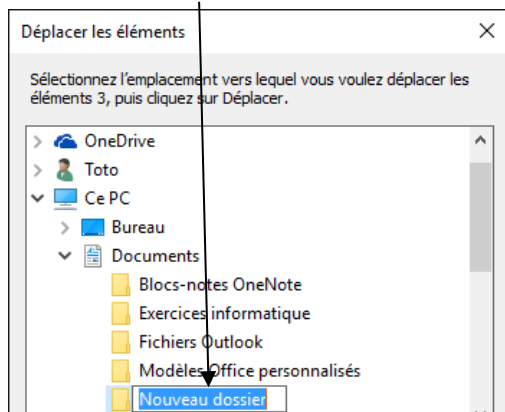 Déplacer les éléments
Sélectionnez l'emplacement vers lequel vous voulez déplacer les
éléments 3, puis cliquez sur Déplacer.
OneDrive
Toto
Ce PC
Bureau
Documents
Blocs-notes OneNote
Exercices informatique
Fichiers Outlook
Modèles Office personnalisés
Nouveau dossier